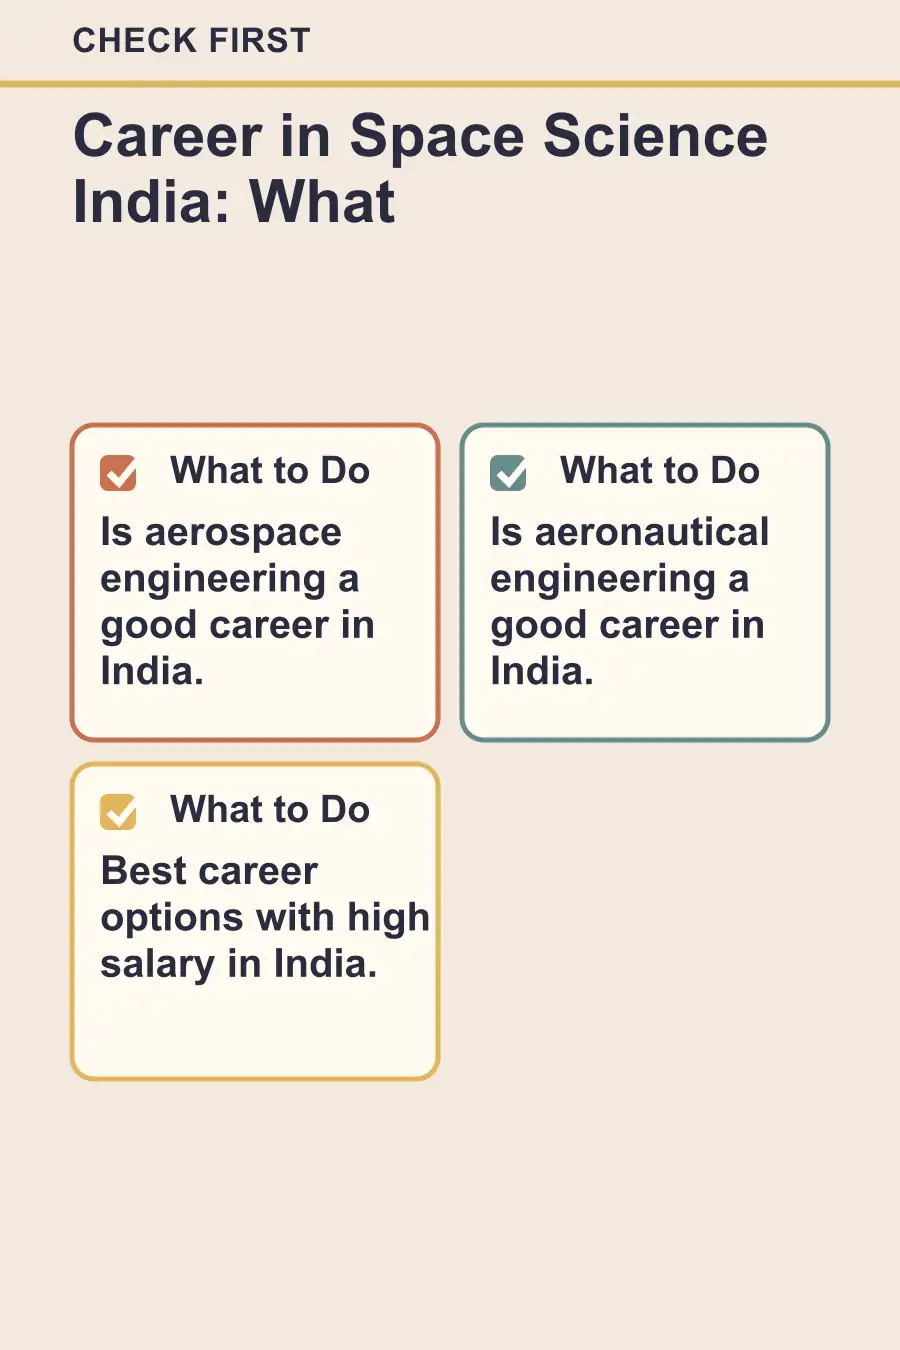 CHECK FIRST
Career in Space Science
India: What
What to Do
Is aerospace
engineering a
good career in
India.
What to Do
Is aeronautical
engineering a
good career in
India.
What to Do
Best career
options with high
salary in India.